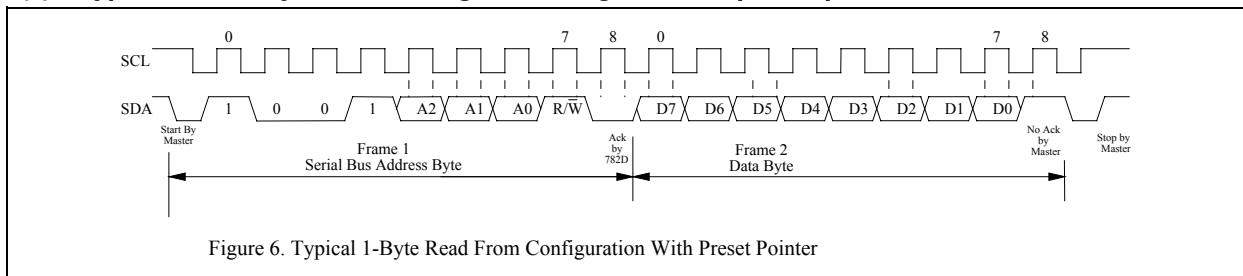 0 7 8 0 7 8
SCL
SDA 1 0 0 1 A2 A1 A0 R/W̅ D7 D6 D5 D4 D3 D2 D1 D0
Start By
Master
Ack
by
782D
No Ack
by
Master
Stop by
Master
Frame 1
Serial Bus Address Byte
Frame 2
Data Byte
Figure 6. Typical 1-Byte Read From Configuration With Preset Pointer